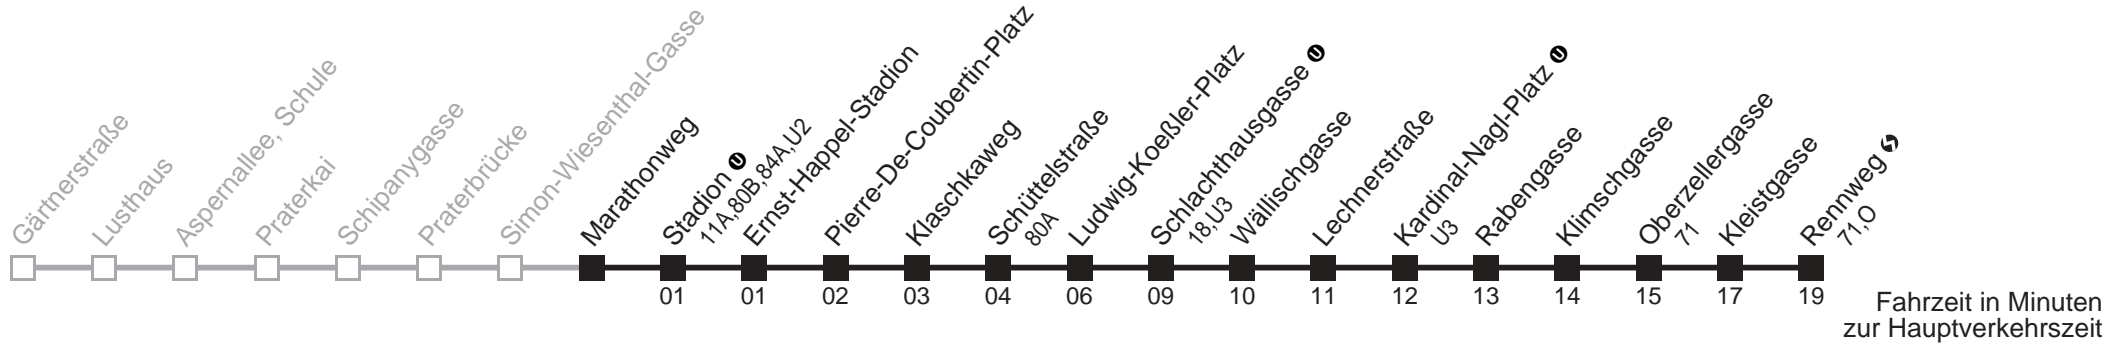 Gärtnerstraße
Lusthaus
Aspernallee, Schule
Praterkai
Schipanygasse
Praterbrücke
Simon-Wiesenthal-Gasse
Marathonweg
Stadion U
11A,80B,84A,U2
Ernst-Happel-Stadion
Pierre-De-Coubertin-Platz
Klaschkaweg
Schüttelstraße
80A
Ludwig-Koeßler-Platz
Schlachthausgasse U
18,U3
Wällischgasse
Lechnerstraße
Kardinal-Nagl-Platz U
U3
Rabengasse
Klimschgasse
Oberzellergasse
71
Kleistgasse
Rennweg
71,O
01 01 02 03 04 06 09 10 11 12 13 14 15 17 19
Fahrzeit in Minuten
zur Hauptverkehrszeit